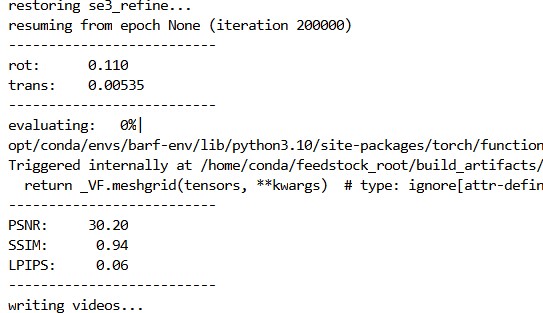 restoring se3_refine...
resuming from epoch None (iteration 200000)
--------------------------
rot: 0.110
trans: 0.00535
--------------------------
evaluating: 0%|
opt/conda/envs/barf-env/lib/python3.10/site-packages/torch/function
Triggered internally at /home/conda/feedstock_root/build_artifacts/
return _VF.meshgrid(tensors, **kwargs) # type: ignore[attr-defin
--------------------------
PSNR: 30.20
SSIM: 0.94
LPIPS: 0.06
--------------------------
writing videos...